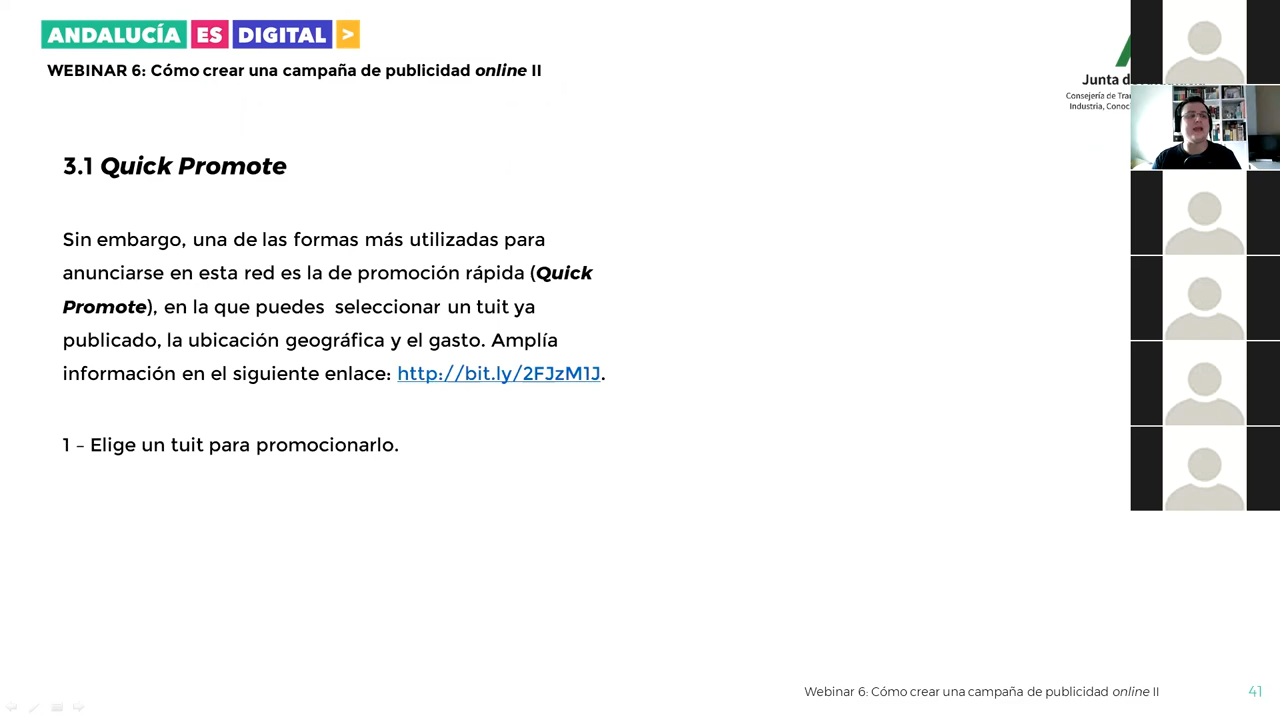 ANDALUCÍA ES DIGITAL >
WEBINAR 6: Cómo crear una campaña de publicidad online II
Junta d
Consejería de Tra
Industria, Conoc
3.1 Quick Promote
Sin embargo, una de las formas más utilizadas para
anunciarse en esta red es la de promoción rápida (Quick
Promote), en la que puedes seleccionar un tuit ya
publicado, la ubicación geográfica y el gasto. Amplía
información en el siguiente enlace: http://bit.ly/2FJzM1J.
1 – Elige un tuit para promocionarlo.
Webinar 6: Cómo crear una campaña de publicidad online II
41